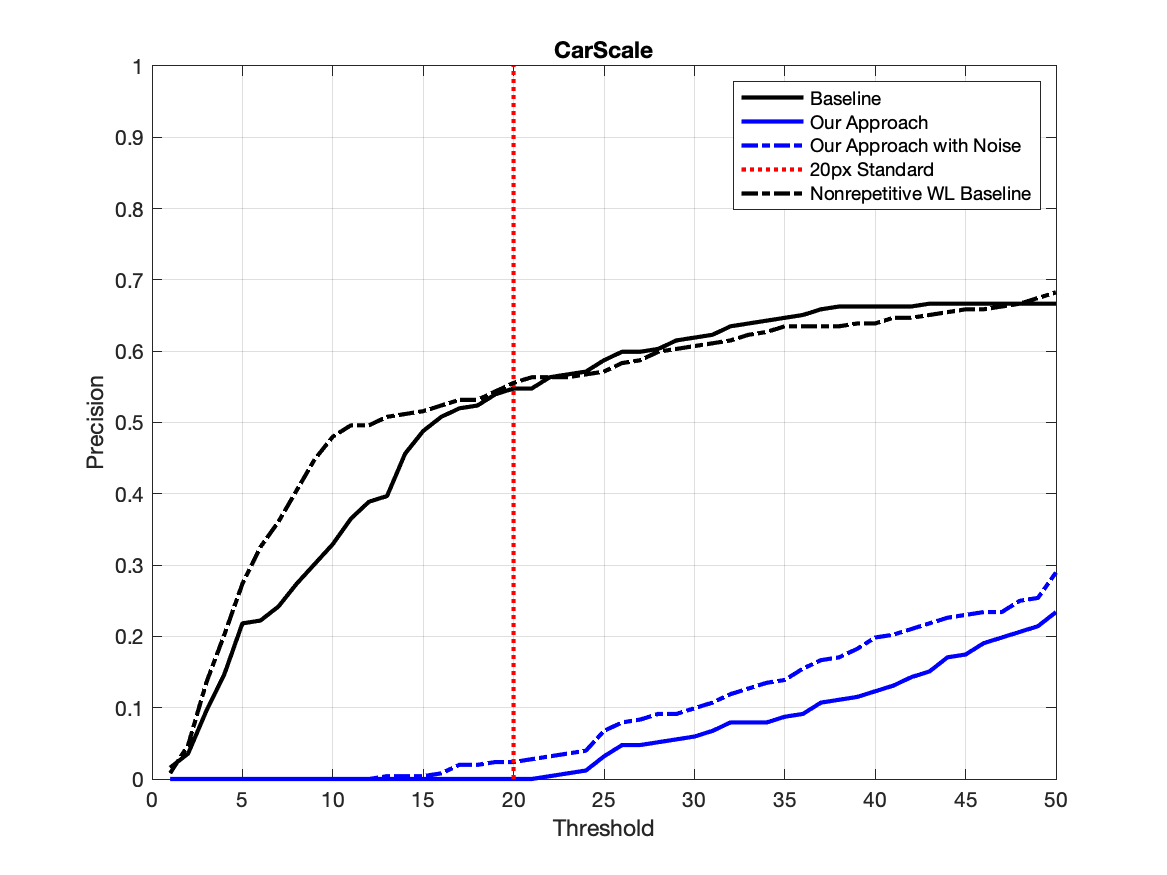 CarScale
1
0.9
0.8
0.7
0.6
0.5
0.4
0.3
0.2
0.1
0
Precision
Baseline
Our Approach
Our Approach with Noise
20px Standard
Nonrepetitive WL Baseline
0 5 10 15 20 25 30 35 40 45 50
Threshold